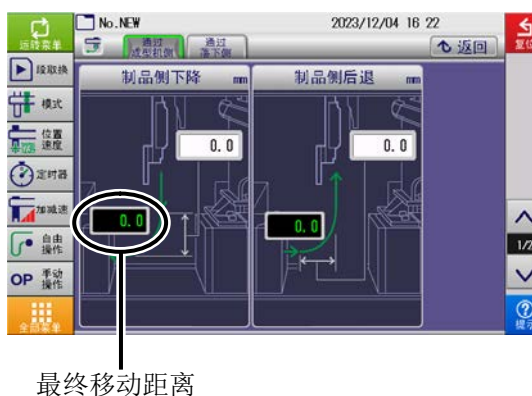 No.NEW
2023/12/04 16 22
运转菜单
通过
成型机侧
通过
落下侧
返回
复位
段取换
模式
位置
速度
定时器
加减速
自由
操作
OP 手动
操作
全部菜单
制品侧下降 mm
0.0
0.0
制品侧后退 mm
0.0
0.0
1/2
提示
最终移动距离